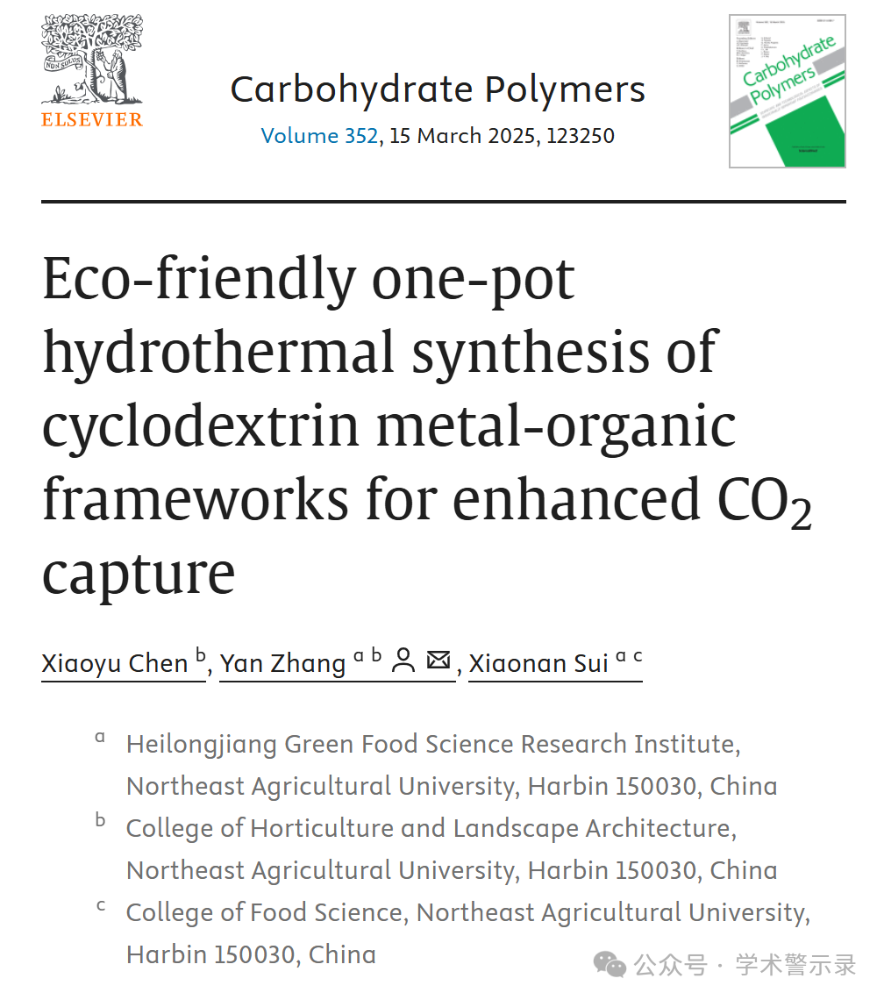 NON SOLUS
ELSEVIER
Carbohydrate Polymers
Volume 352, 15 March 2025, 123250
Carbohydrate
Polymers
Eco-friendly one-pot
hydrothermal synthesis of
cyclodextrin metal-organic
frameworks for enhanced CO₂
capture
Xiaoyu Chen ᵇ, Yan Zhang ᵃ ᵇ, Xiaonan Sui ᵃ ᶜ
a Heilongjiang Green Food Science Research Institute,
Northeast Agricultural University, Harbin 150030, China
b College of Horticulture and Landscape Architecture,
Northeast Agricultural University, Harbin 150030, China
c College of Food Science, Northeast Agricultural University,
Harbin 150030, China
公众号 · 学术警示录